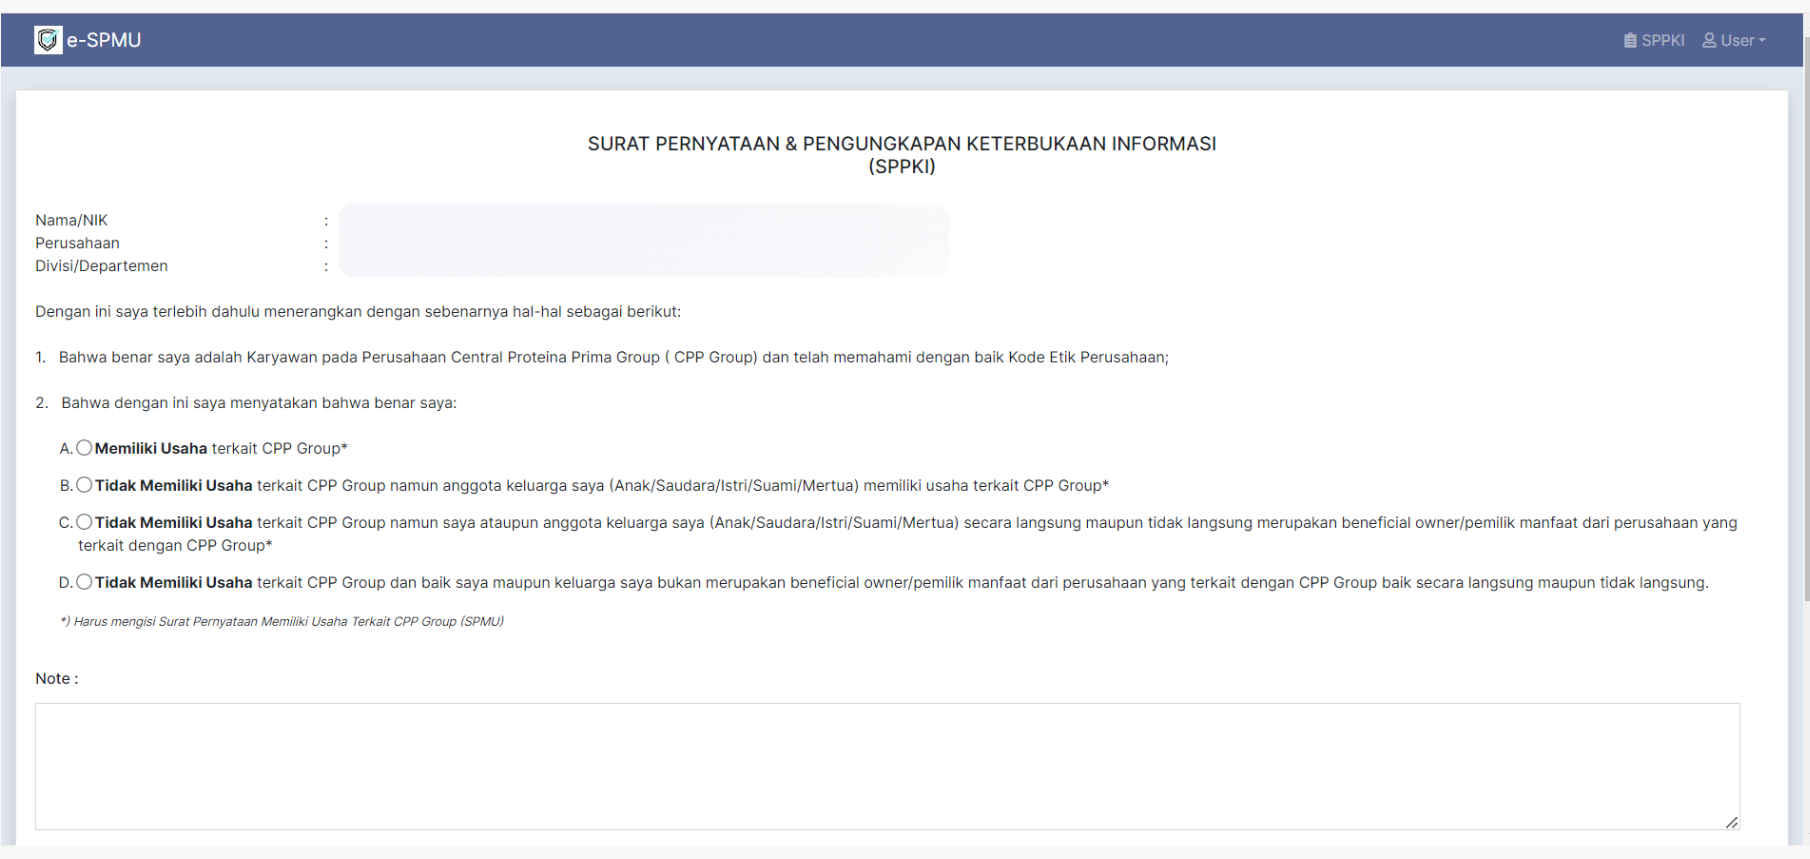 e-SPMU
SPPKI User
SURAT PERNYATAAN & PENGUNGKAPAN KETERBUKAAN INFORMASI
(SPPKI)
Nama/NIK :
Perusahaan :
Divisi/Departemen :
Dengan ini saya terlebih dahulu menerangkan dengan sebenarnya hal-hal sebagai berikut:
1. Bahwa benar saya adalah Karyawan pada Perusahaan Central Proteina Prima Group ( CPP Group) dan telah memahami dengan baik Kode Etik Perusahaan;
2. Bahwa dengan ini saya menyatakan bahwa benar saya:
A. Memiliki Usaha terkait CPP Group*
B. Tidak Memiliki Usaha terkait CPP Group namun anggota keluarga saya (Anak/Saudara/Istri/Suami/Mertua) memiliki usaha terkait CPP Group*
C. Tidak Memiliki Usaha terkait CPP Group namun saya ataupun anggota keluarga saya (Anak/Saudara/Istri/Suami/Mertua) secara langsung maupun tidak langsung merupakan beneficial owner/pemilik manfaat dari perusahaan yang
terkait dengan CPP Group*
D. Tidak Memiliki Usaha terkait CPP Group dan baik saya maupun keluarga saya bukan merupakan beneficial owner/pemilik manfaat dari perusahaan yang terkait dengan CPP Group baik secara langsung maupun tidak langsung.
*) Harus mengisi Surat Pernyataan Memiliki Usaha Terkait CPP Group (SPMU)
Note :